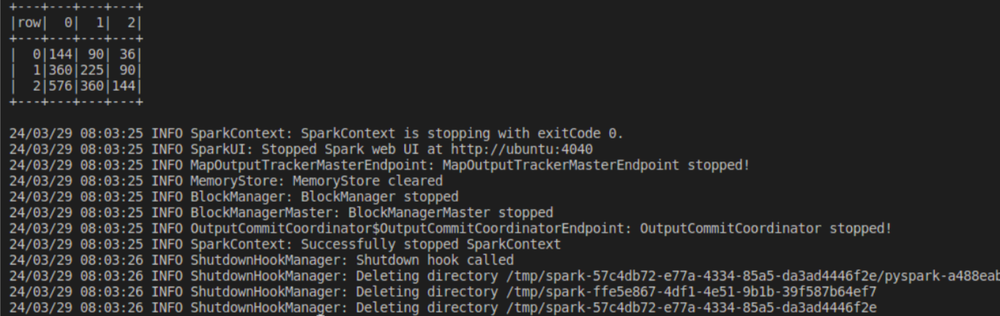 +---+---+---+---+
|row|  0|  1|  2|
+---+---+---+---+
|  0|144| 90| 36|
|  1|360|225| 90|
|  2|576|360|144|
+---+---+---+---+
24/03/29 08:03:25 INFO SparkContext: SparkContext is stopping with exitCode 0.
24/03/29 08:03:25 INFO SparkUI: Stopped Spark web UI at http://ubuntu:4040
24/03/29 08:03:25 INFO MapOutputTrackerMasterEndpoint: MapOutputTrackerMasterEndpoint stopped!
24/03/29 08:03:25 INFO MemoryStore: MemoryStore cleared
24/03/29 08:03:25 INFO BlockManager: BlockManager stopped
24/03/29 08:03:25 INFO BlockManagerMaster: BlockManagerMaster stopped
24/03/29 08:03:25 INFO OutputCommitCoordinator$OutputCommitCoordinatorEndpoint: OutputCommitCoordinator stopped!
24/03/29 08:03:25 INFO SparkContext: Successfully stopped SparkContext
24/03/29 08:03:26 INFO ShutdownHookManager: Shutdown hook called
24/03/29 08:03:26 INFO ShutdownHookManager: Deleting directory /tmp/spark-57c4db72-e77a-4334-85a5-da3ad4446f2e/pyspark-a488eab
24/03/29 08:03:26 INFO ShutdownHookManager: Deleting directory /tmp/spark-ffe5e867-4df1-4e51-9b1b-39f587b64ef7
24/03/29 08:03:26 INFO ShutdownHookManager: Deleting directory /tmp/spark-57c4db72-e77a-4334-85a5-da3ad4446f2e